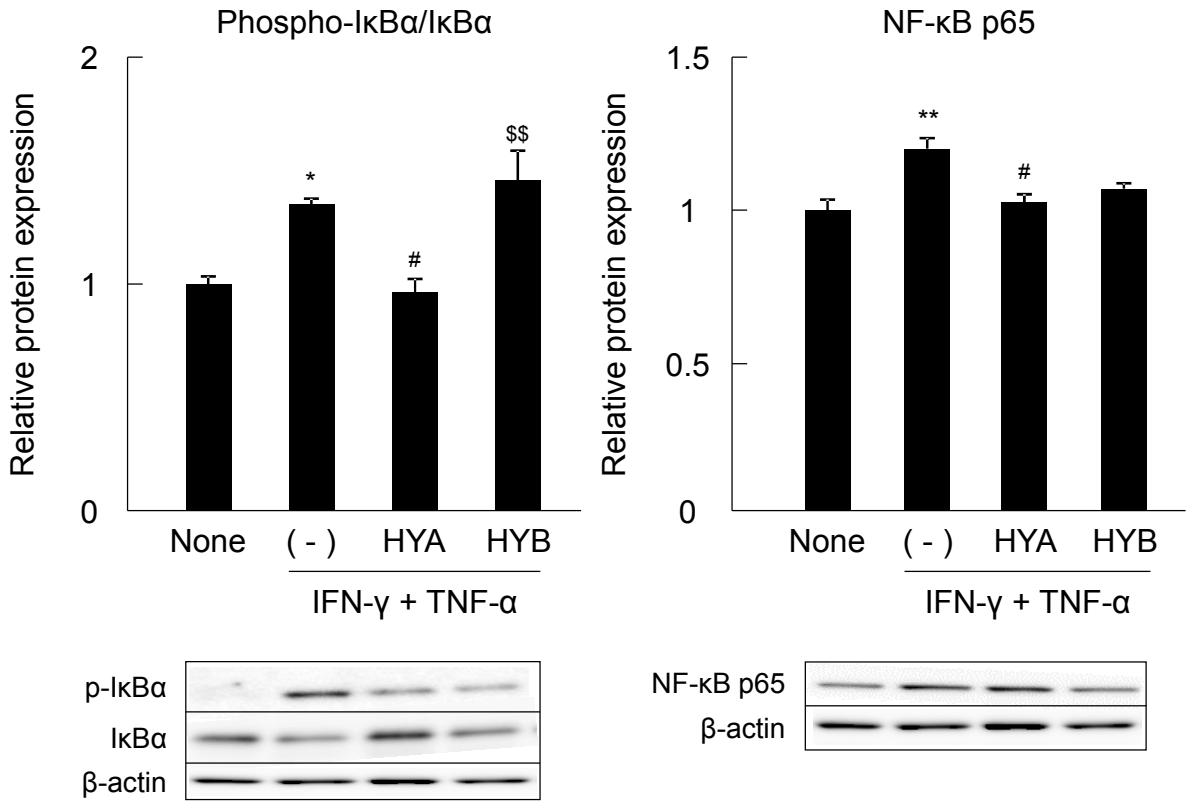 Phospho-IκBα/IκBα
Relative protein expression
2
1
0
*
#
$$
None
( - )
HYA
HYB
IFN-γ + TNF-α
p-IκBα
IκBα
β-actin
NF-κB p65
Relative protein expression
1.5
1
0.5
0
**
#
None
( - )
HYA
HYB
IFN-γ + TNF-α
NF-κB p65
β-actin